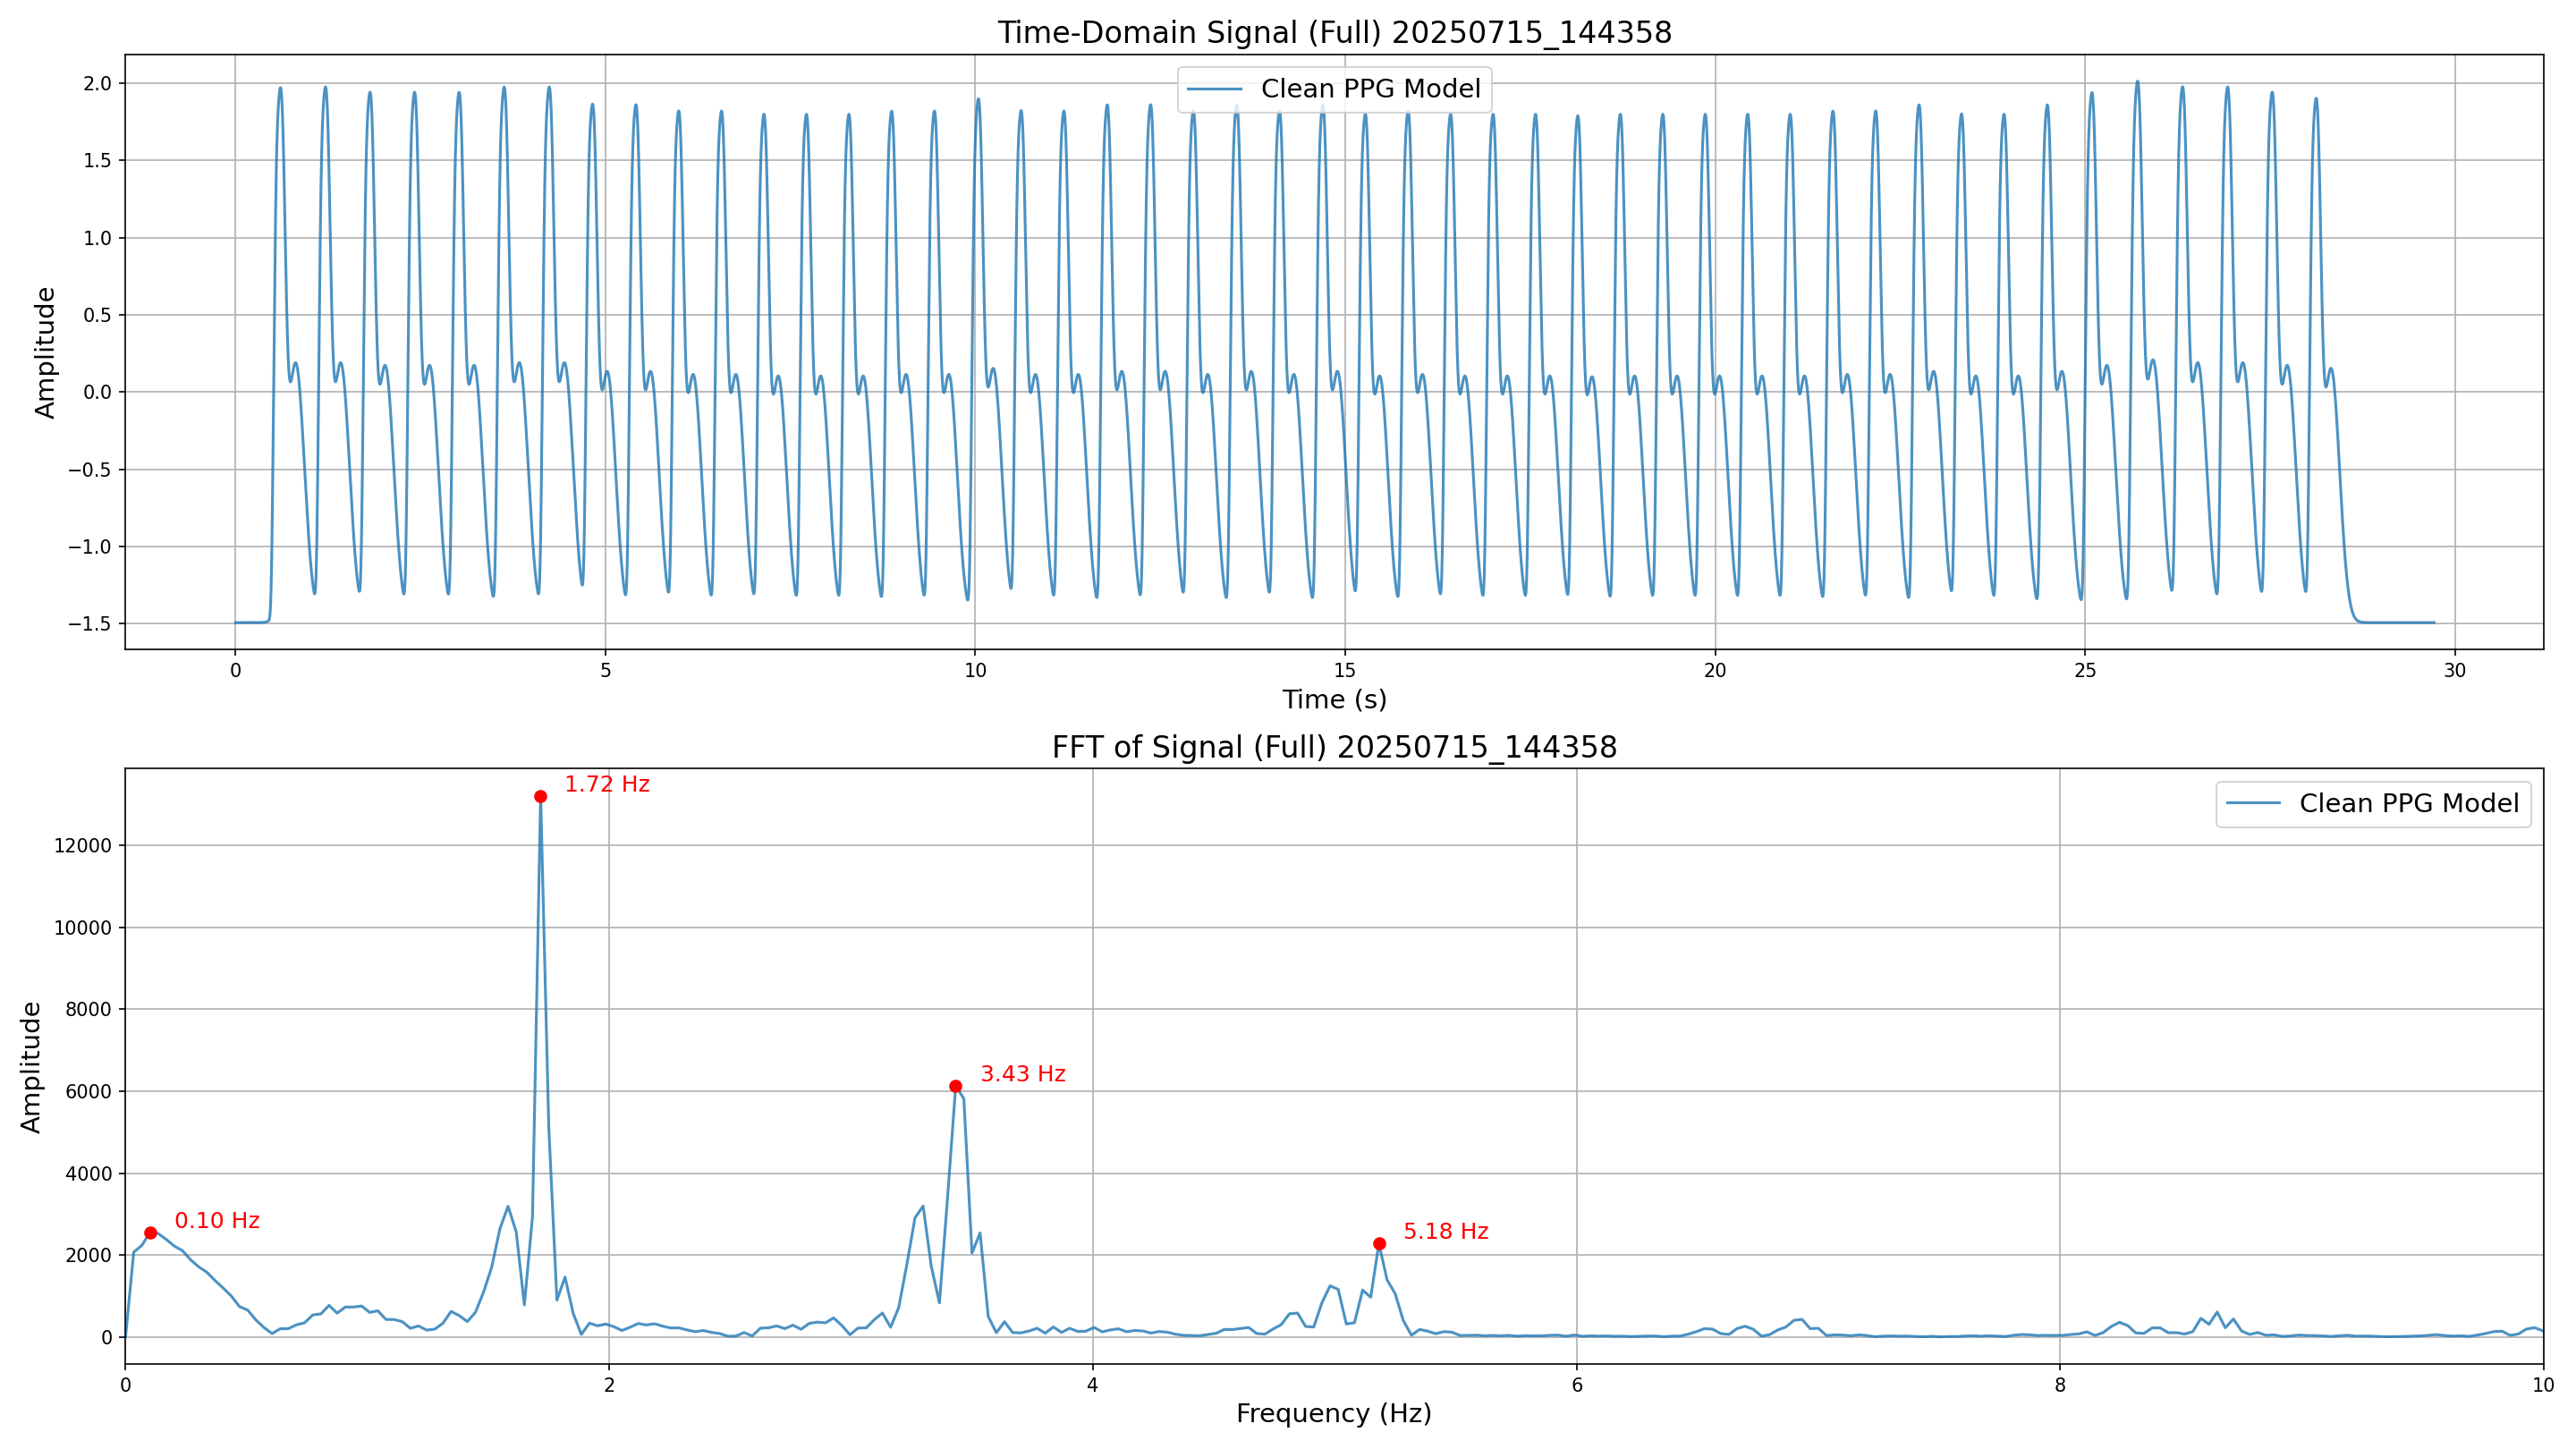 Time-Domain Signal (Full) 20250715_144358
Clean PPG Model
Amplitude
2.0
1.5
1.0
0.5
0.0
−0.5
−1.0
−1.5
0 5 10 15 20 25 30
Time (s)
FFT of Signal (Full) 20250715_144358
Clean PPG Model
Amplitude
12000
10000
8000
6000
4000
2000
0
1.72 Hz
3.43 Hz
0.10 Hz
5.18 Hz
0 2 4 6 8 10
Frequency (Hz)